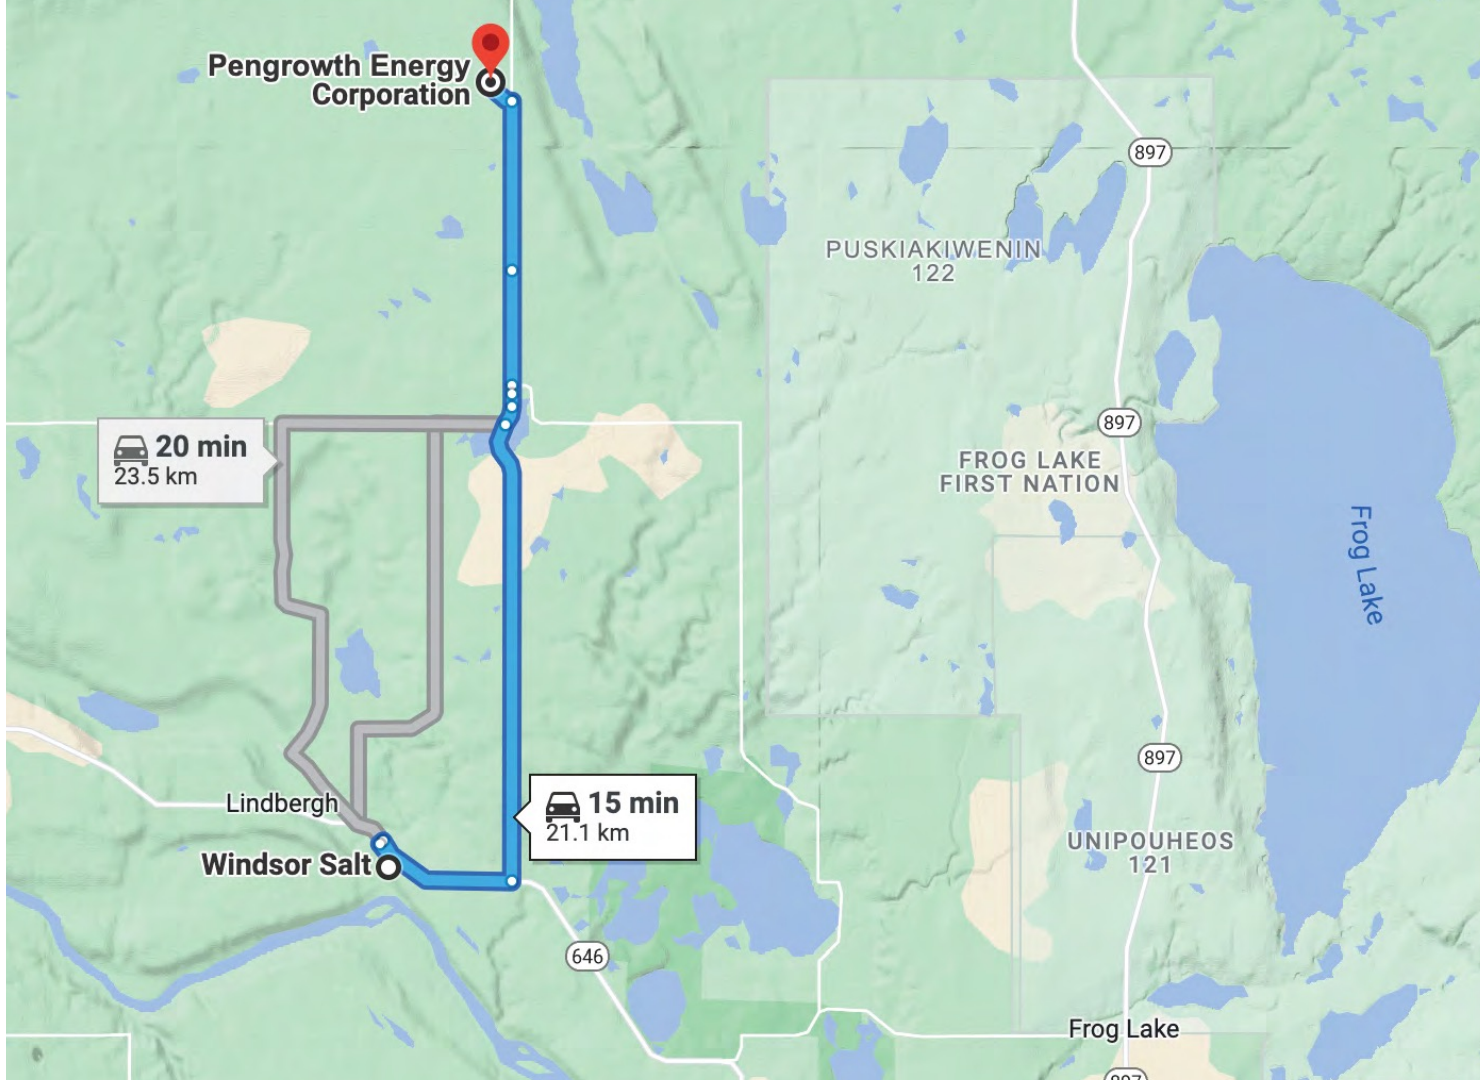 Pengrowth Energy
Corporation
897
PUSKIAKIWENIN
122
897
20 min
23.5 km
FROG LAKE
FIRST NATION
Frog Lake
897
Lindbergh
15 min
21.1 km
UNIPOUHEOS
121
Windsor Salt
646
Frog Lake
897